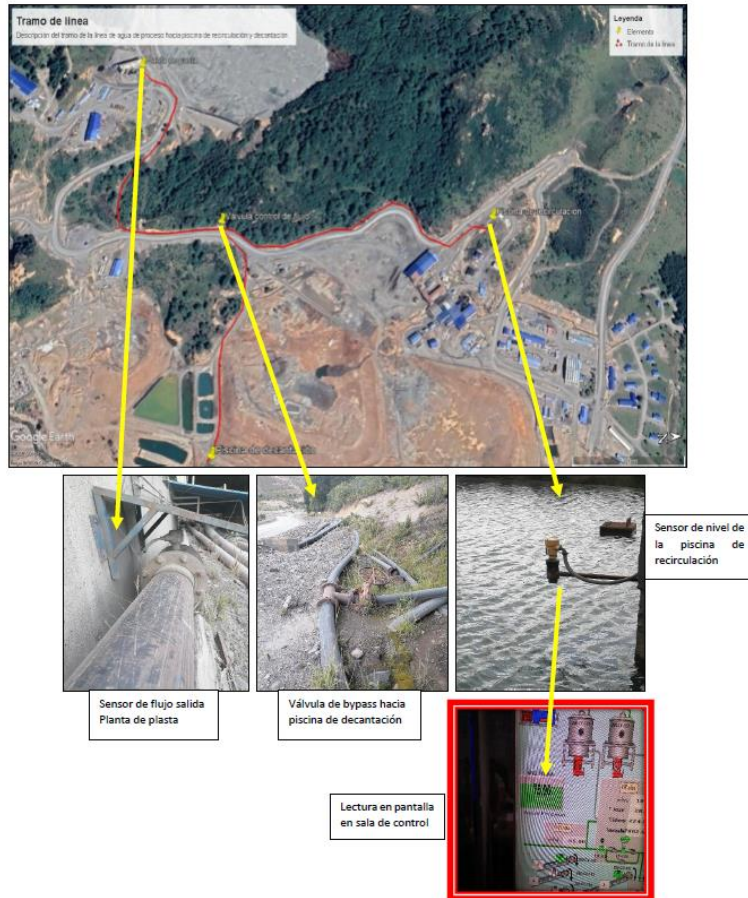 Tramo de línea
Descripción del tramo de la línea de agua de proceso hacia piscina de recirculación y decantación
Leyenda
Elemento
Tramo de la línea
Válvula control de flujo
recirculación
Piscina de decantación
Google Earth
Sensor de nivel de
la piscina de
recirculación
Sensor de flujo salida
Planta de plasta
Válvula de bypass hacia
piscina de decantación
Lectura en pantalla
en sala de control